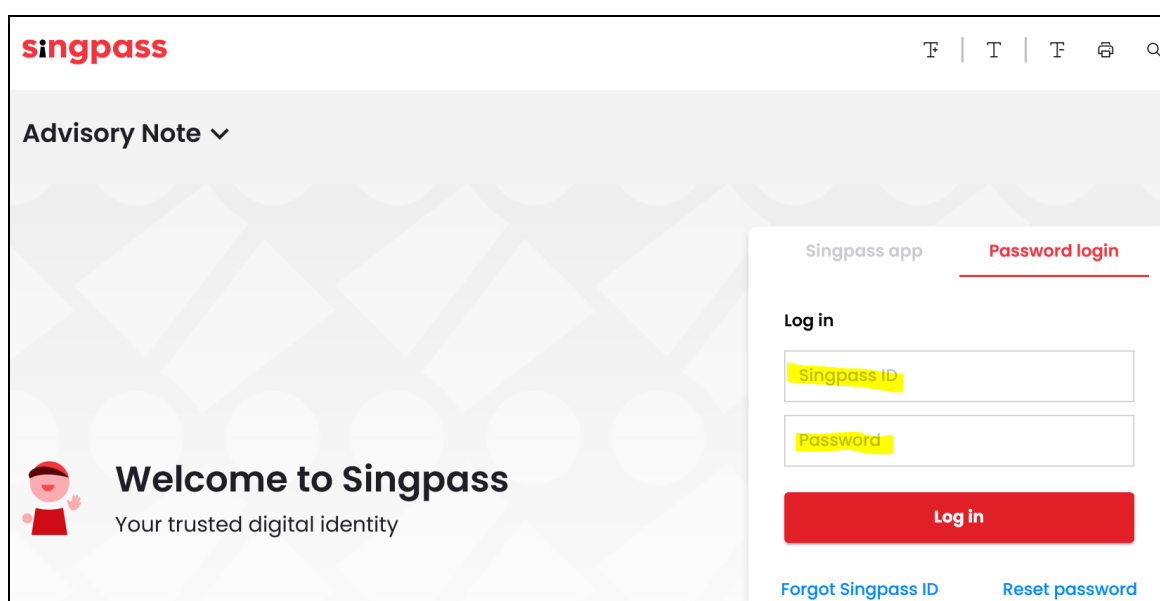 singpass
T+ | T | T-
Advisory Note
Singpass app Password login
Log in
Singpass ID
Password
Log in
Forgot Singpass ID Reset password
Welcome to Singpass
Your trusted digital identity